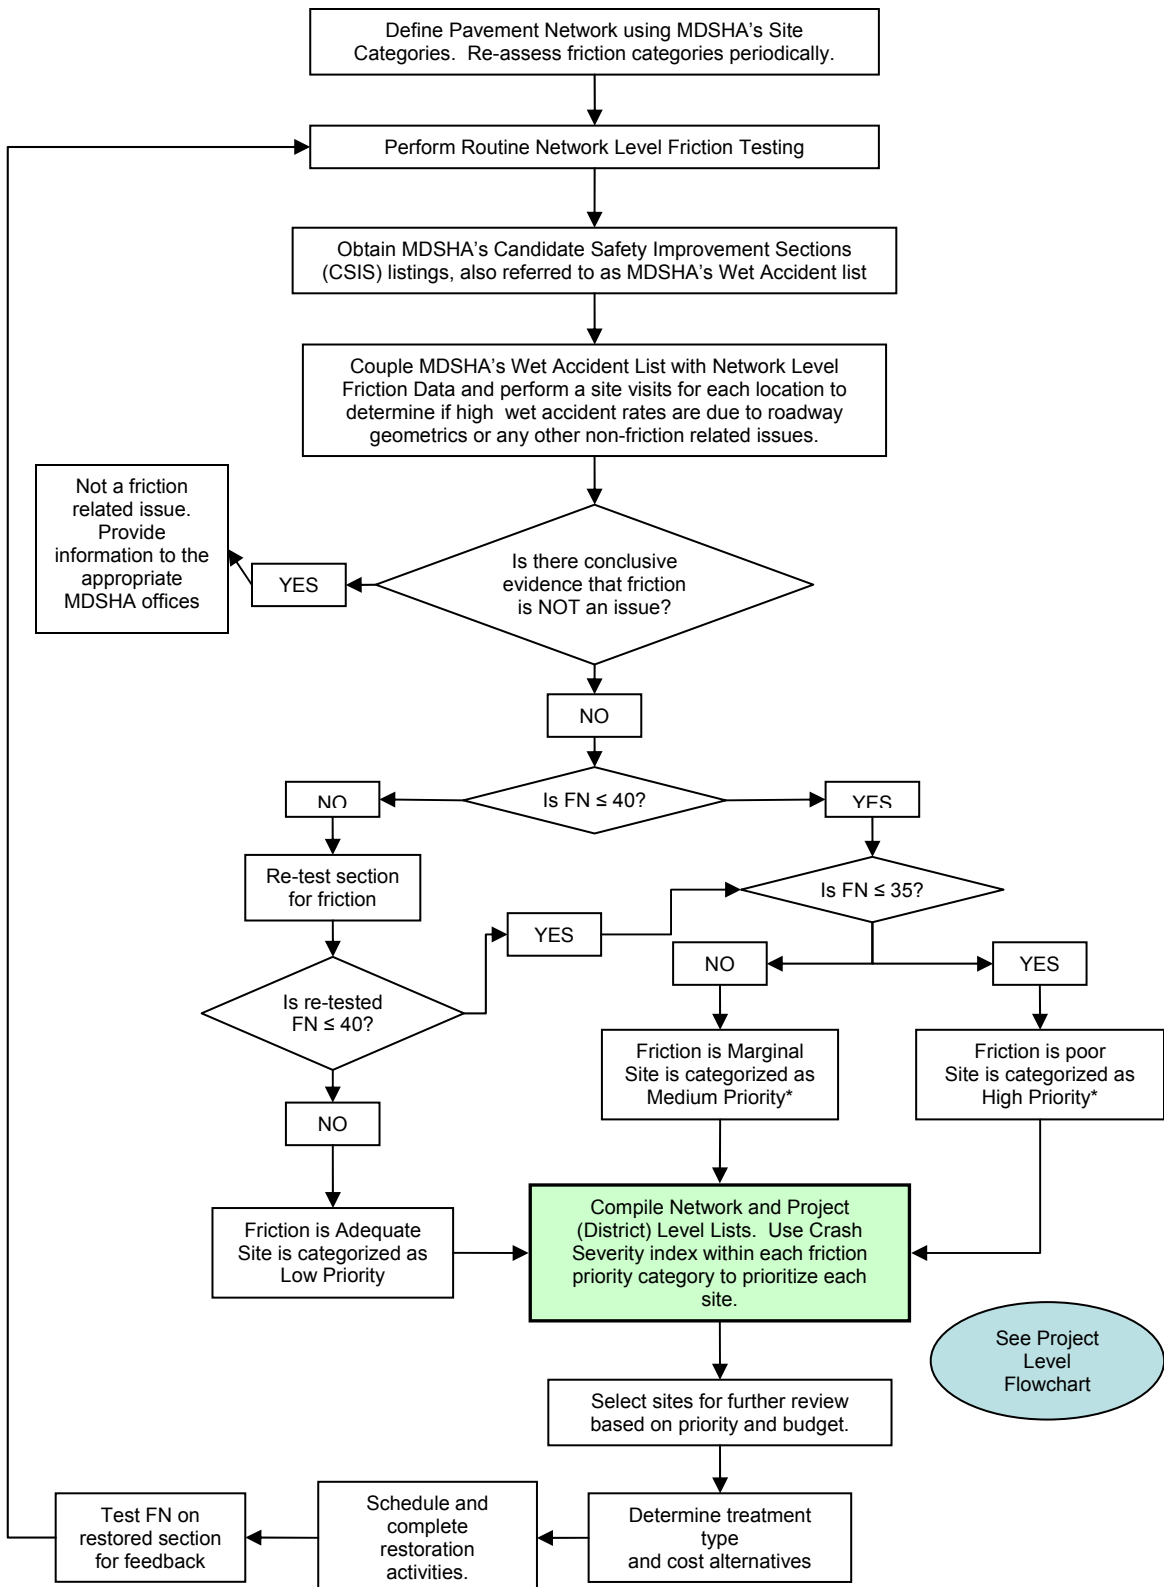 Define Pavement Network using MDSHA's Site
Categories.  Re-assess friction categories periodically.
Perform Routine Network Level Friction Testing
Obtain MDSHA's Candidate Safety Improvement Sections
(CSIS) listings, also referred to as MDSHA's Wet Accident list
Couple MDSHA's Wet Accident List with Network Level
Friction Data and perform a site visits for each location to
determine if high  wet accident rates are due to roadway
geometrics or any other non-friction related issues.
Not a friction
related issue.
Provide
information to the
appropriate
MDSHA offices
YES
Is there conclusive
evidence that friction
is NOT an issue?
NO
NO
Is FN ≤ 40?
YES
Re-test section
for friction
Is FN ≤ 35?
YES
NO
YES
Is re-tested
FN ≤ 40?
Friction is Marginal
Site is categorized as
Medium Priority*
Friction is poor
Site is categorized as
High Priority*
NO
Friction is Adequate
Site is categorized as
Low Priority
Compile Network and Project
(District) Level Lists.  Use Crash
Severity index within each friction
priority category to prioritize each
site.
See Project
Level
Flowchart
Select sites for further review
based on priority and budget.
Test FN on
restored section
for feedback
Schedule and
complete
restoration
activities.
Determine treatment
type
and cost alternatives